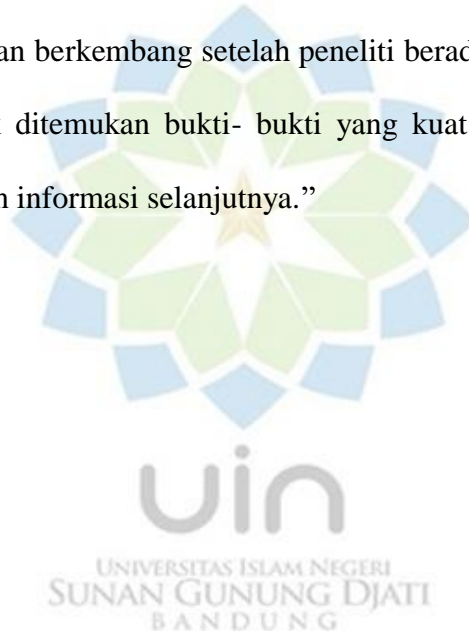 an berkembang setelah peneliti berad
ditemukan bukti- bukti yang kuat
n informasi selanjutnya.”
uin
UNIVERSITAS ISLAM NEGERI
SUNAN GUNUNG DJATI
BANDUNG